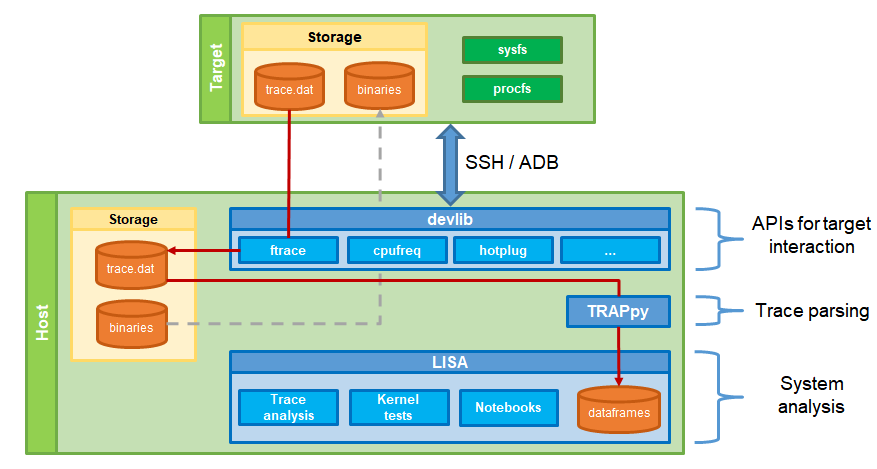 Target
Storage
trace.dat
binaries
sysfs
procfs
SSH / ADB
Host
Storage
trace.dat
binaries
devlib
ftrace
cpufreq
hotplug
...
APIs for target
interaction
TRAPpy
Trace parsing
LISA
Trace
analysis
Kernel
tests
Notebooks
dataframes
System
analysis